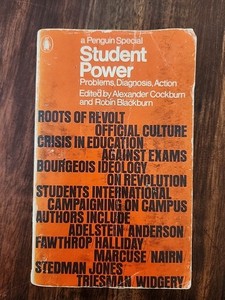 a Penguin Special
Student
Power
Problems, Diagnosis, Action
Edited by Alexander Cockburn
and Robin Blackburn
ROOTS OF REVOLT
OFFICIAL CULTURE
CRISIS IN EDUCATION
AGAINST EXAMS
BOURGEOIS IDEOLOGY
ON REVOLUTION
STUDENTS INTERNATIONAL
CAMPAIGNING ON CAMPUS
AUTHORS INCLUDE
ADELSTEIN ANDERSON
FAWTHROP HALLIDAY
MARCUSE NAIRN
STEDMAN JONES
TRIESMAN WIDGERY